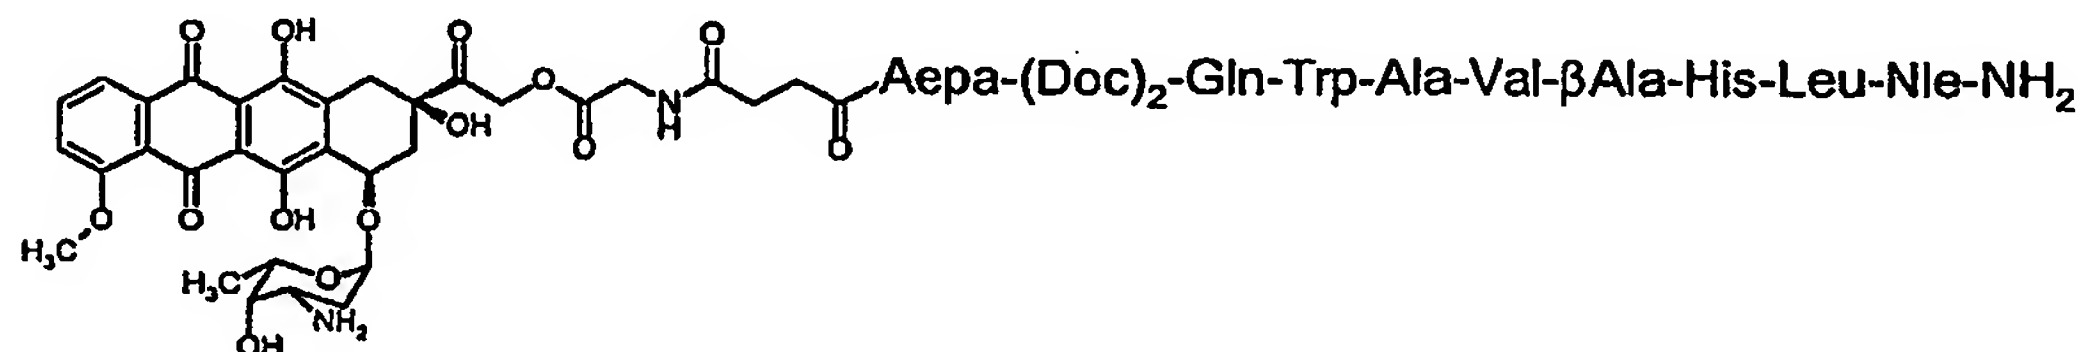 O OH O O
O Aepa-(Doc)₂-Gln-Trp-Ala-Val-βAla-His-Leu-Nle-NH₂
OH O N H O
O O OH O
H₃C
H₃C O
NH₂
OH